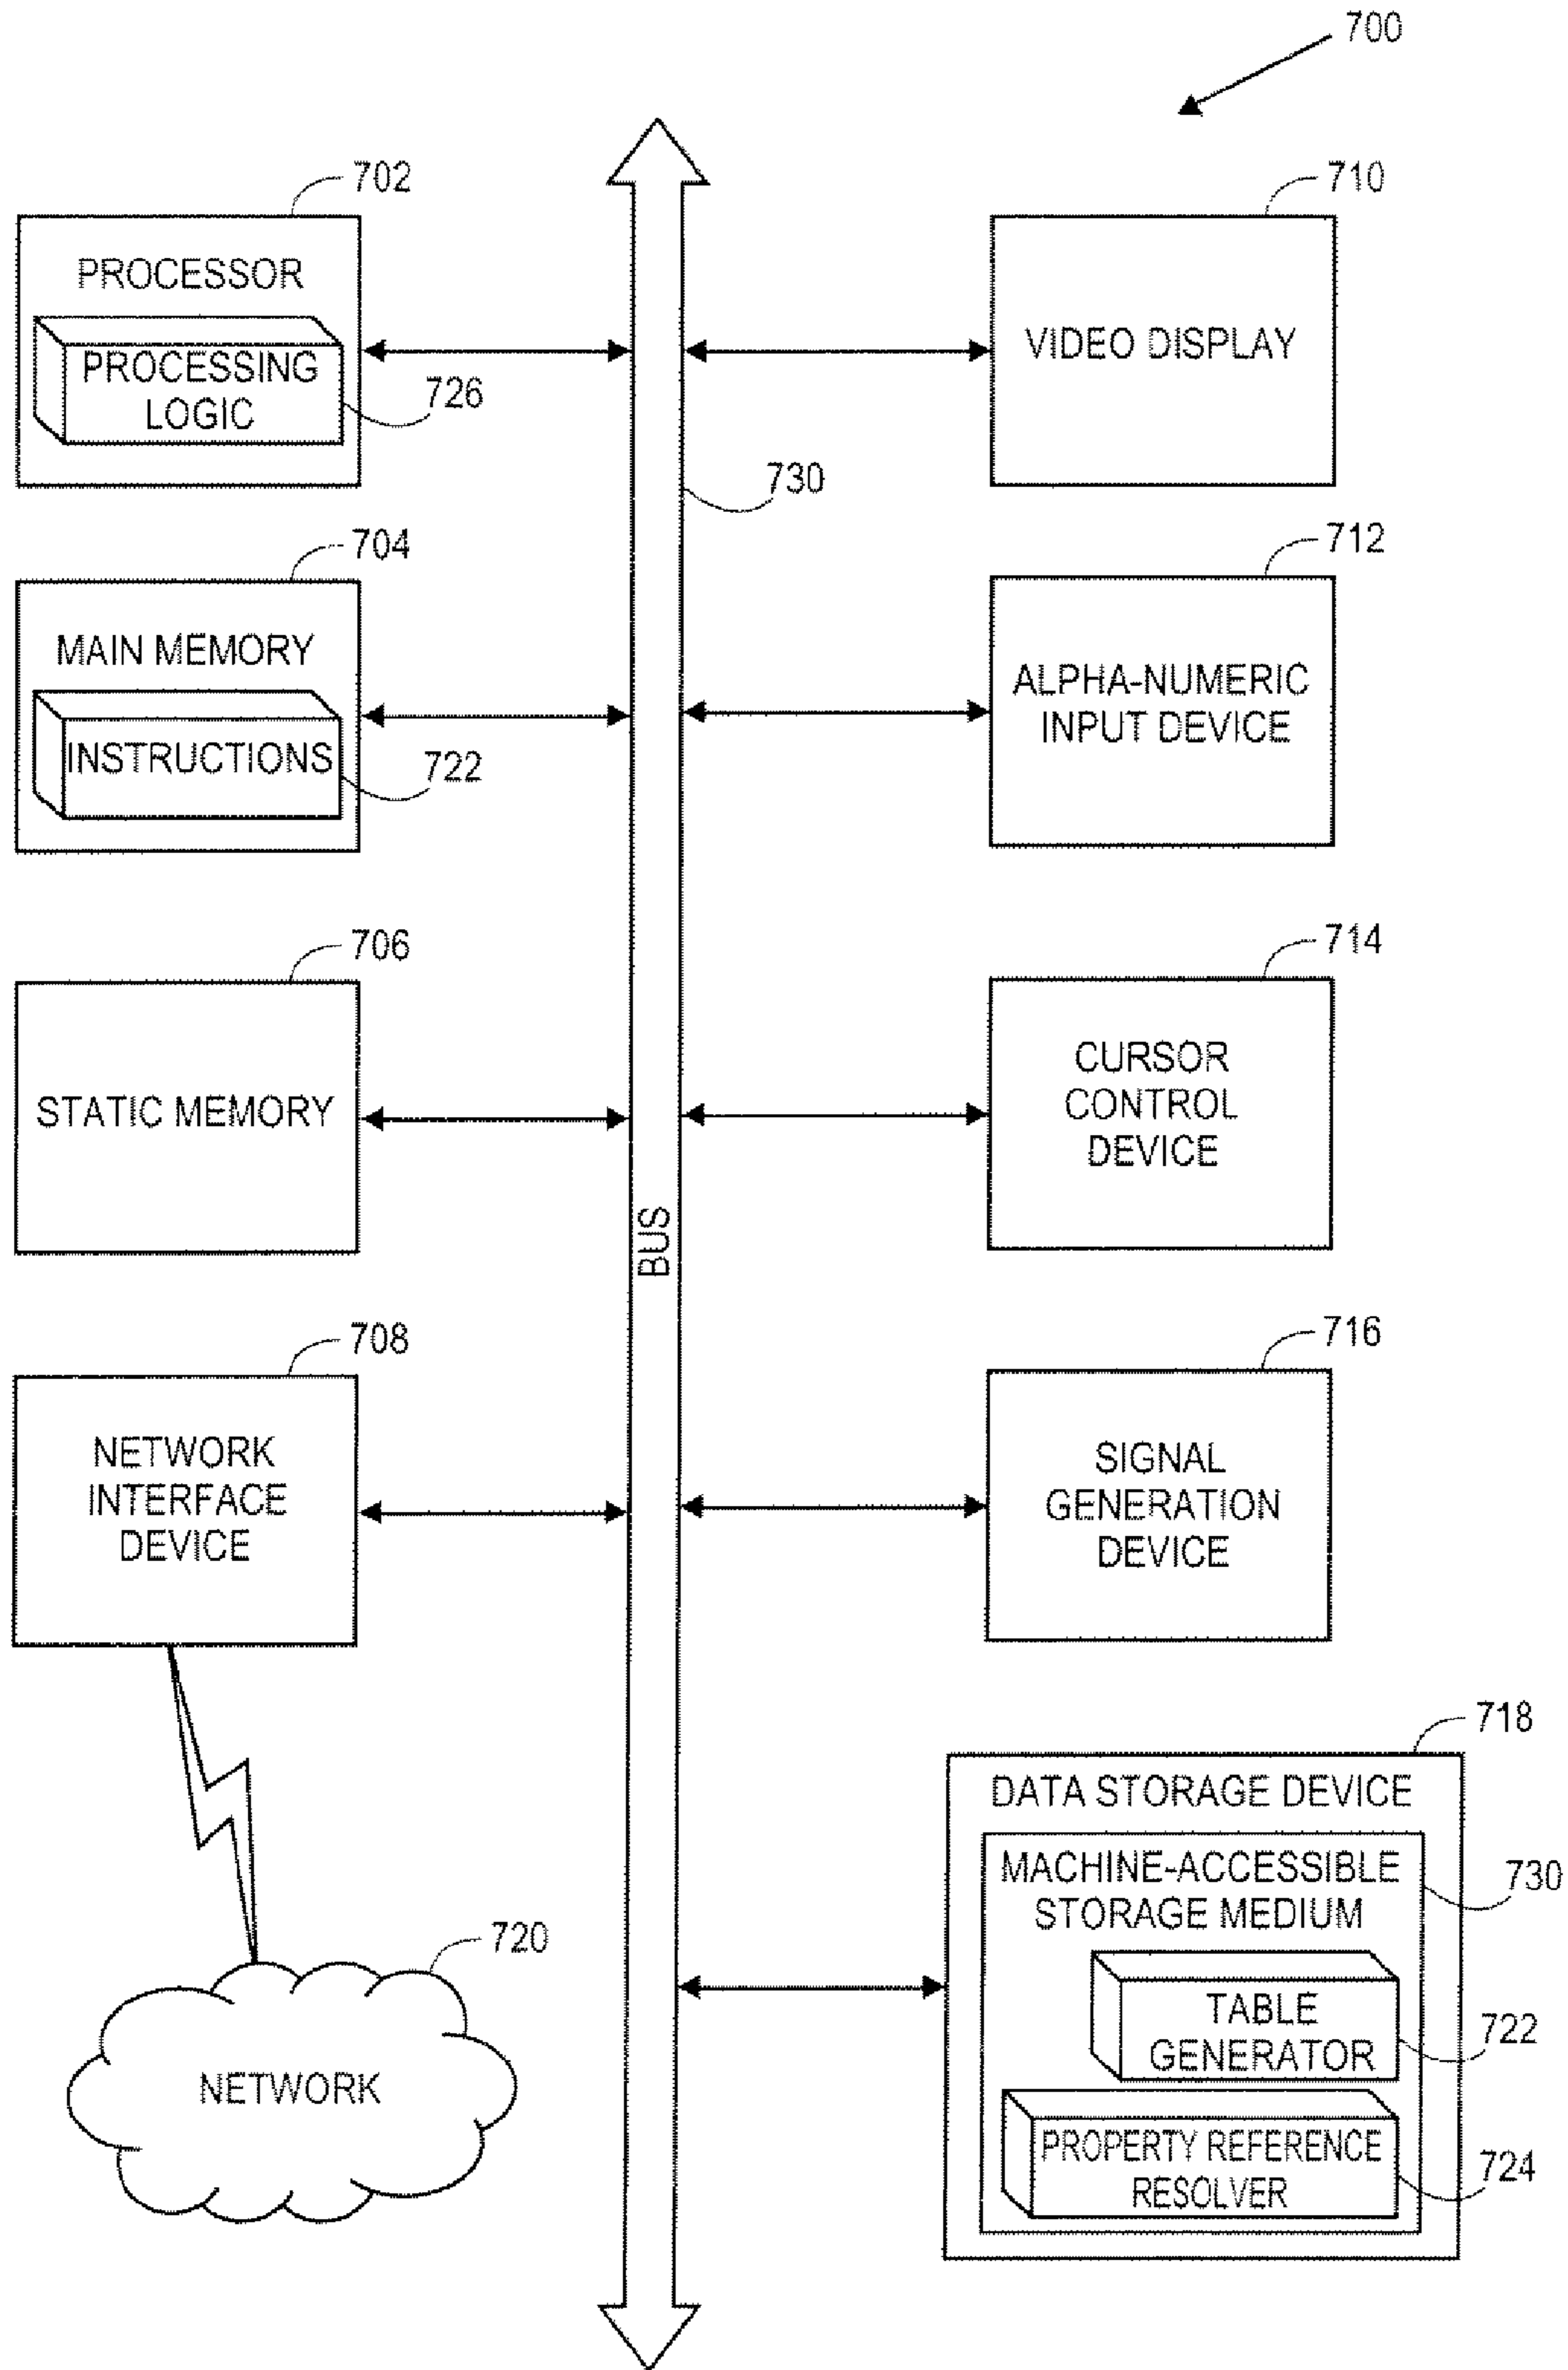 700
702
PROCESSOR
PROCESSING
LOGIC
726
704
MAIN MEMORY
INSTRUCTIONS
722
706
STATIC MEMORY
708
NETWORK
INTERFACE
DEVICE
720
NETWORK
730
BUS
710
VIDEO DISPLAY
712
ALPHA-NUMERIC
INPUT DEVICE
714
CURSOR
CONTROL
DEVICE
716
SIGNAL
GENERATION
DEVICE
718
DATA STORAGE DEVICE
MACHINE-ACCESSIBLE
STORAGE MEDIUM
730
TABLE
GENERATOR
722
PROPERTY REFERENCE
RESOLVER
724